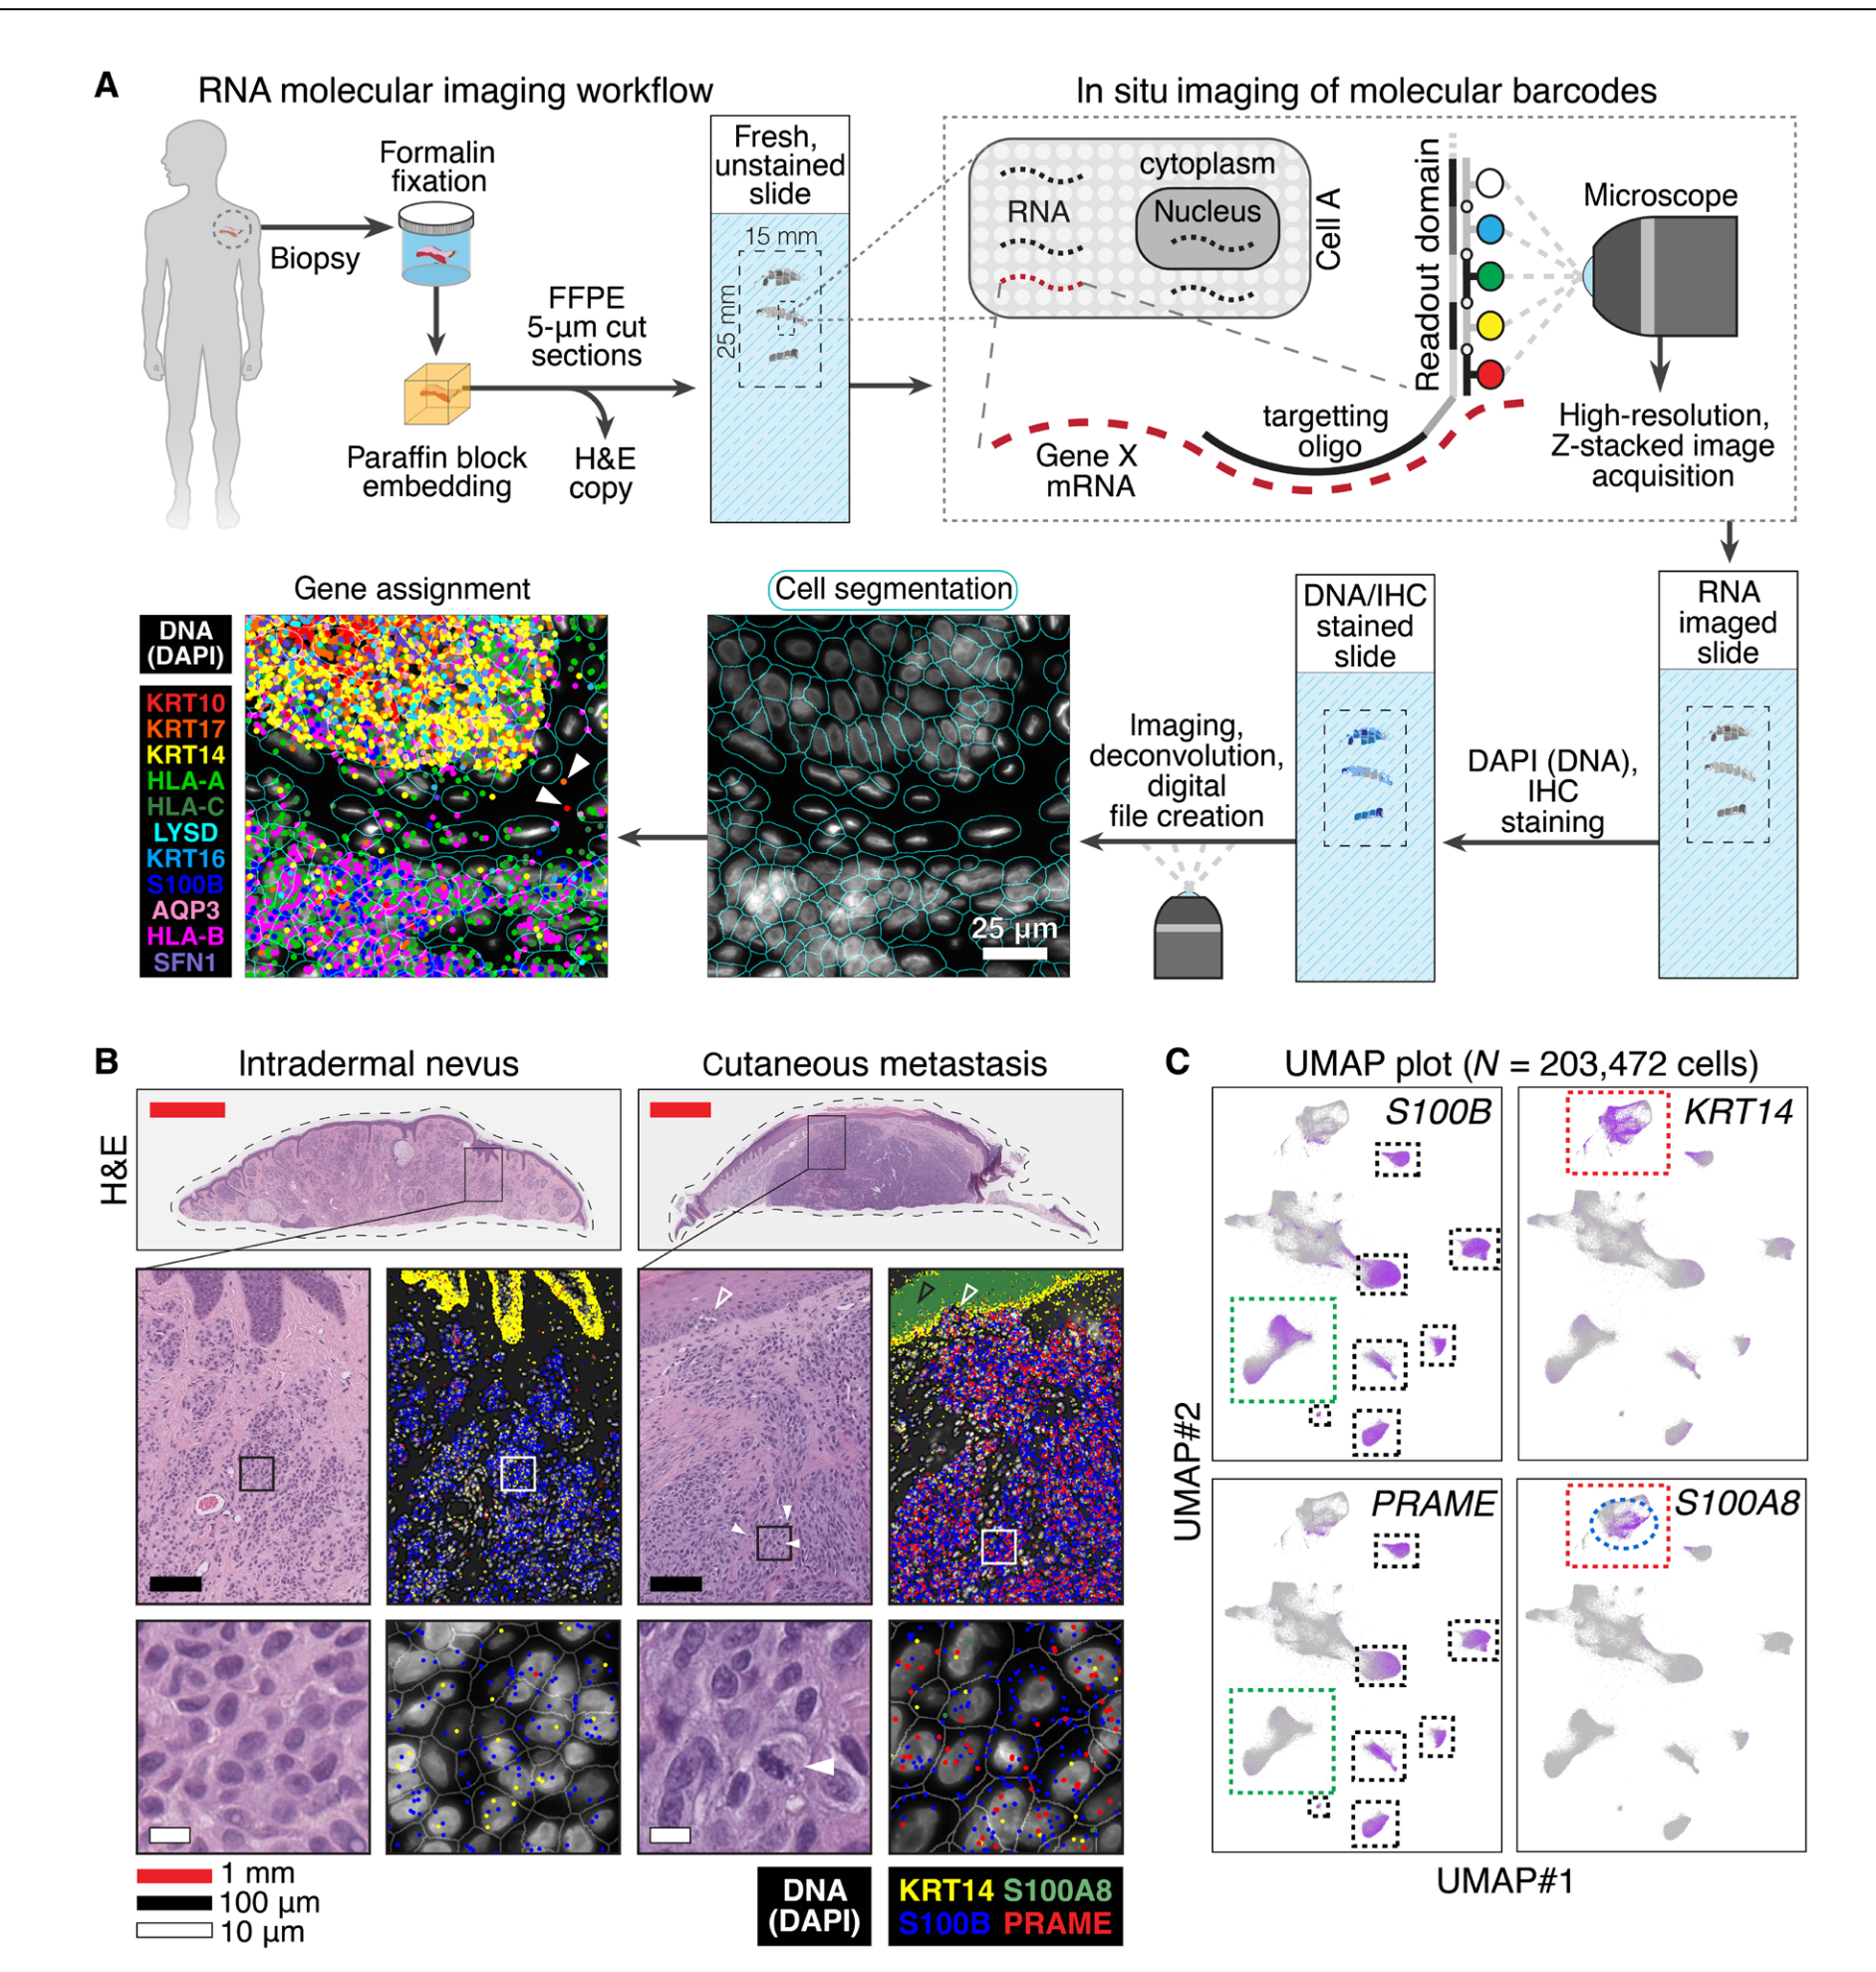 A
RNA molecular imaging workflow
In situ imaging of molecular barcodes
Formalin
fixation
Biopsy
FFPE
5-µm cut
sections
Paraffin block
embedding
H&E
copy
Fresh,
unstained
slide
15 mm
25 mm
RNA
cytoplasm
Nucleus
Cell A
Readout domain
Microscope
Gene X
mRNA
targetting
oligo
High-resolution,
Z-stacked image
acquisition
RNA
imaged
slide
DAPI (DNA),
IHC
staining
DNA/IHC
stained
slide
Imaging,
deconvolution,
digital
file creation
Cell segmentation
25 µm
Gene assignment
DNA
(DAPI)
KRT10
KRT17
KRT14
HLA-A
HLA-C
LYSD
KRT16
S100B
AQP3
HLA-B
SFN1
B
Intradermal nevus
Cutaneous metastasis
H&E
1 mm
100 µm
10 µm
DNA
(DAPI)
KRT14 S100A8
S100B PRAME
C
UMAP plot (N = 203,472 cells)
S100B
KRT14
PRAME
S100A8
UMAP#2
UMAP#1